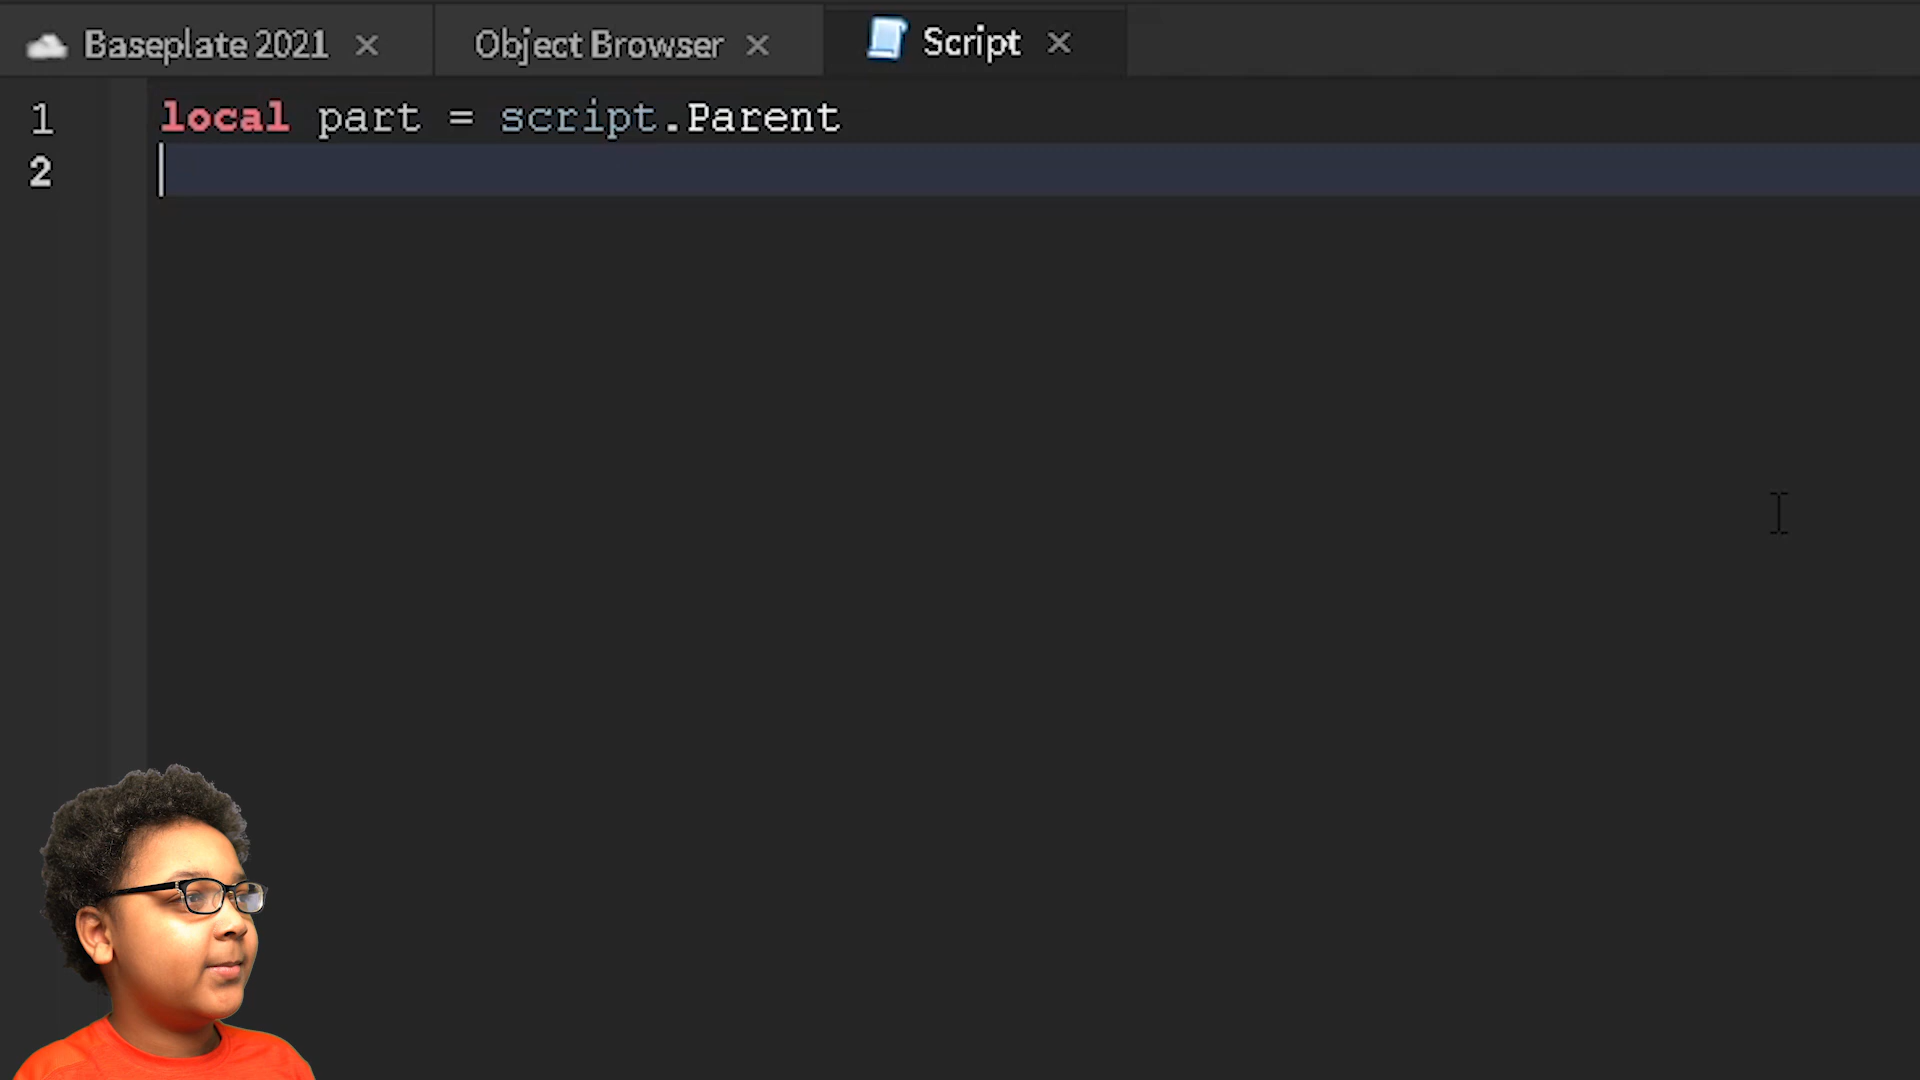 Baseplate 2021 Object Browser Script
1 local part = script.Parent
2